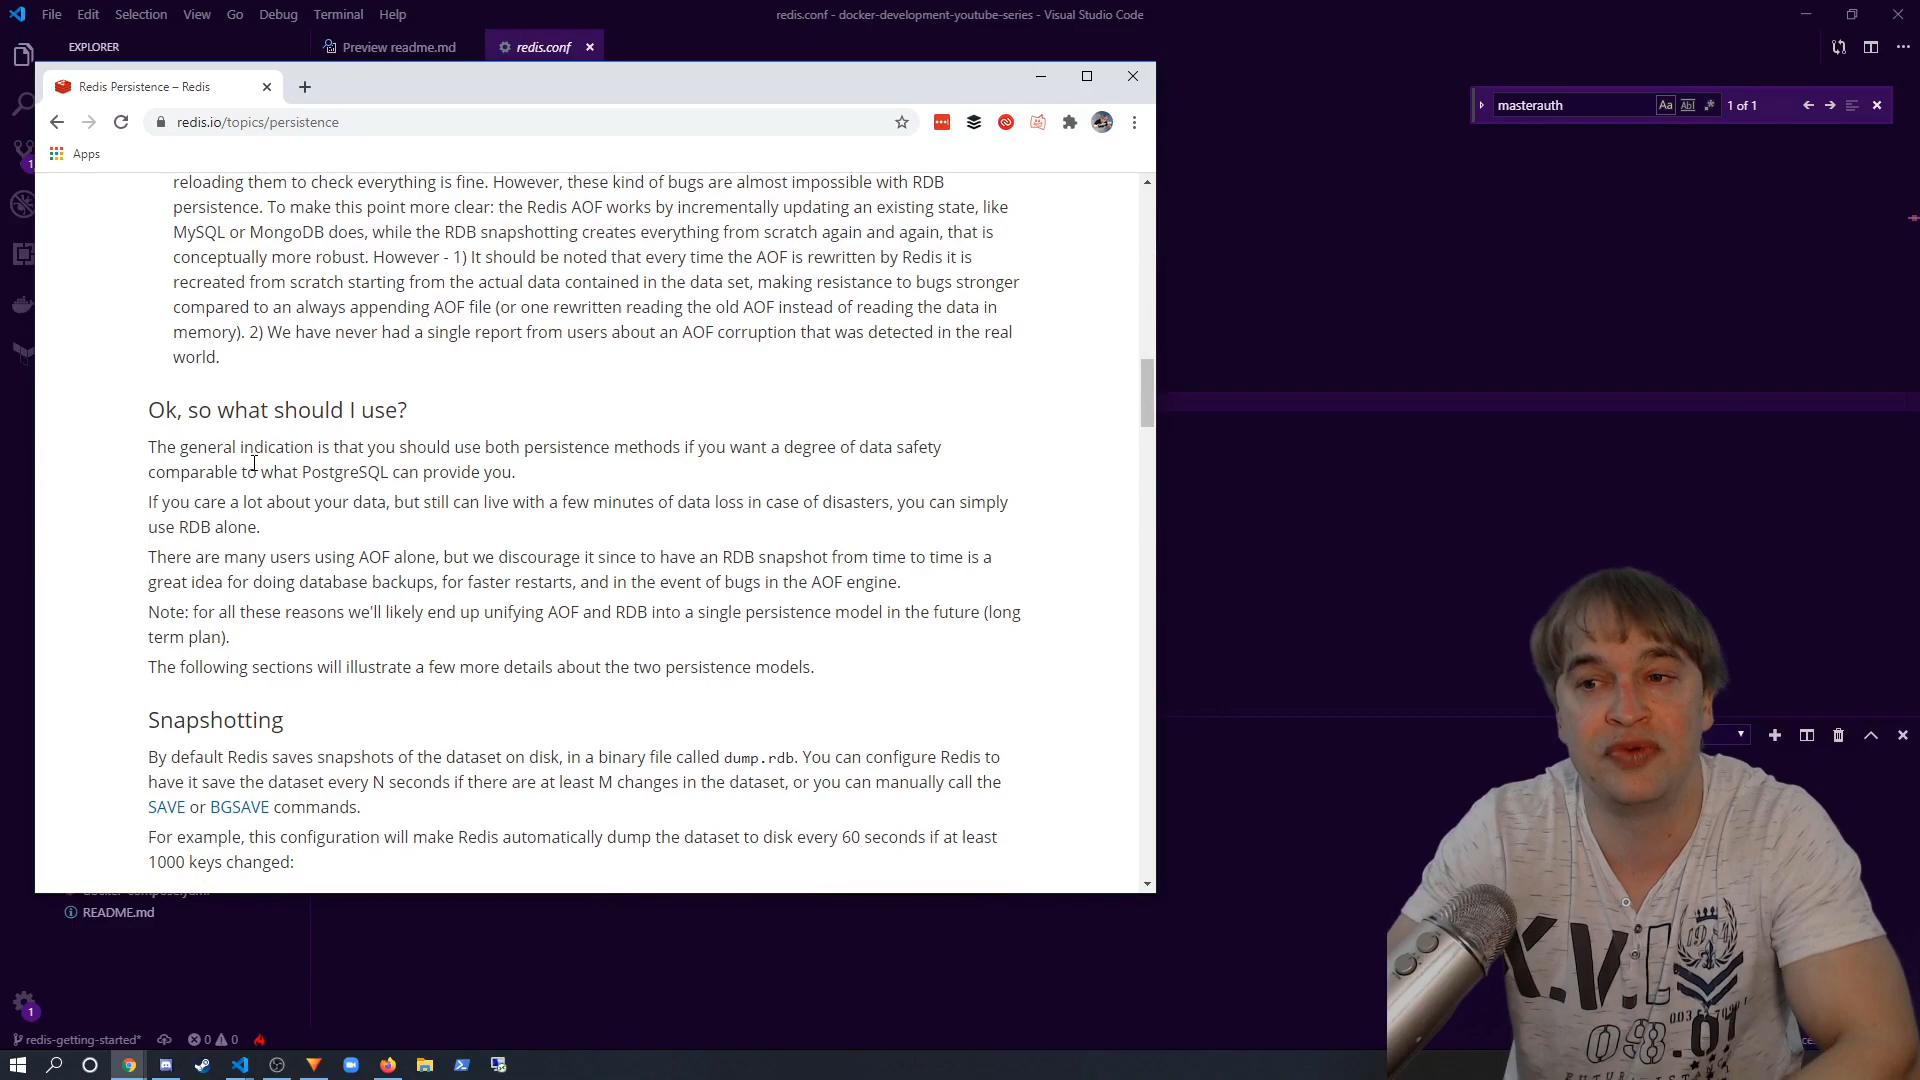 File Edit Selection View Go Debug Terminal Help
redis.conf - docker-development-youtube-series - Visual Studio Code
EXPLORER
Preview readme.md
redis.conf
Redis Persistence – Redis
masterauth
Aa
Abl
1 of 1
redis.io/topics/persistence
Apps
reloading them to check everything is fine. However, these kind of bugs are almost impossible with RDB
persistence. To make this point more clear: the Redis AOF works by incrementally updating an existing state, like
MySQL or MongoDB does, while the RDB snapshotting creates everything from scratch again and again, that is
conceptually more robust. However - 1) It should be noted that every time the AOF is rewritten by Redis it is
recreated from scratch starting from the actual data contained in the data set, making resistance to bugs stronger
compared to an always appending AOF file (or one rewritten reading the old AOF instead of reading the data in
memory). 2) We have never had a single report from users about an AOF corruption that was detected in the real
world.
Ok, so what should I use?
The general indication is that you should use both persistence methods if you want a degree of data safety
comparable to what PostgreSQL can provide you.
If you care a lot about your data, but still can live with a few minutes of data loss in case of disasters, you can simply
use RDB alone.
There are many users using AOF alone, but we discourage it since to have an RDB snapshot from time to time is a
great idea for doing database backups, for faster restarts, and in the event of bugs in the AOF engine.
Note: for all these reasons we'll likely end up unifying AOF and RDB into a single persistence model in the future (long
term plan).
The following sections will illustrate a few more details about the two persistence models.
Snapshotting
By default Redis saves snapshots of the dataset on disk, in a binary file called dump.rdb. You can configure Redis to
have it save the dataset every N seconds if there are at least M changes in the dataset, or you can manually call the
SAVE or BGSAVE commands.
For example, this configuration will make Redis automatically dump the dataset to disk every 60 seconds if at least
1000 keys changed:
README.md
1
1
redis-getting-started*
0 0